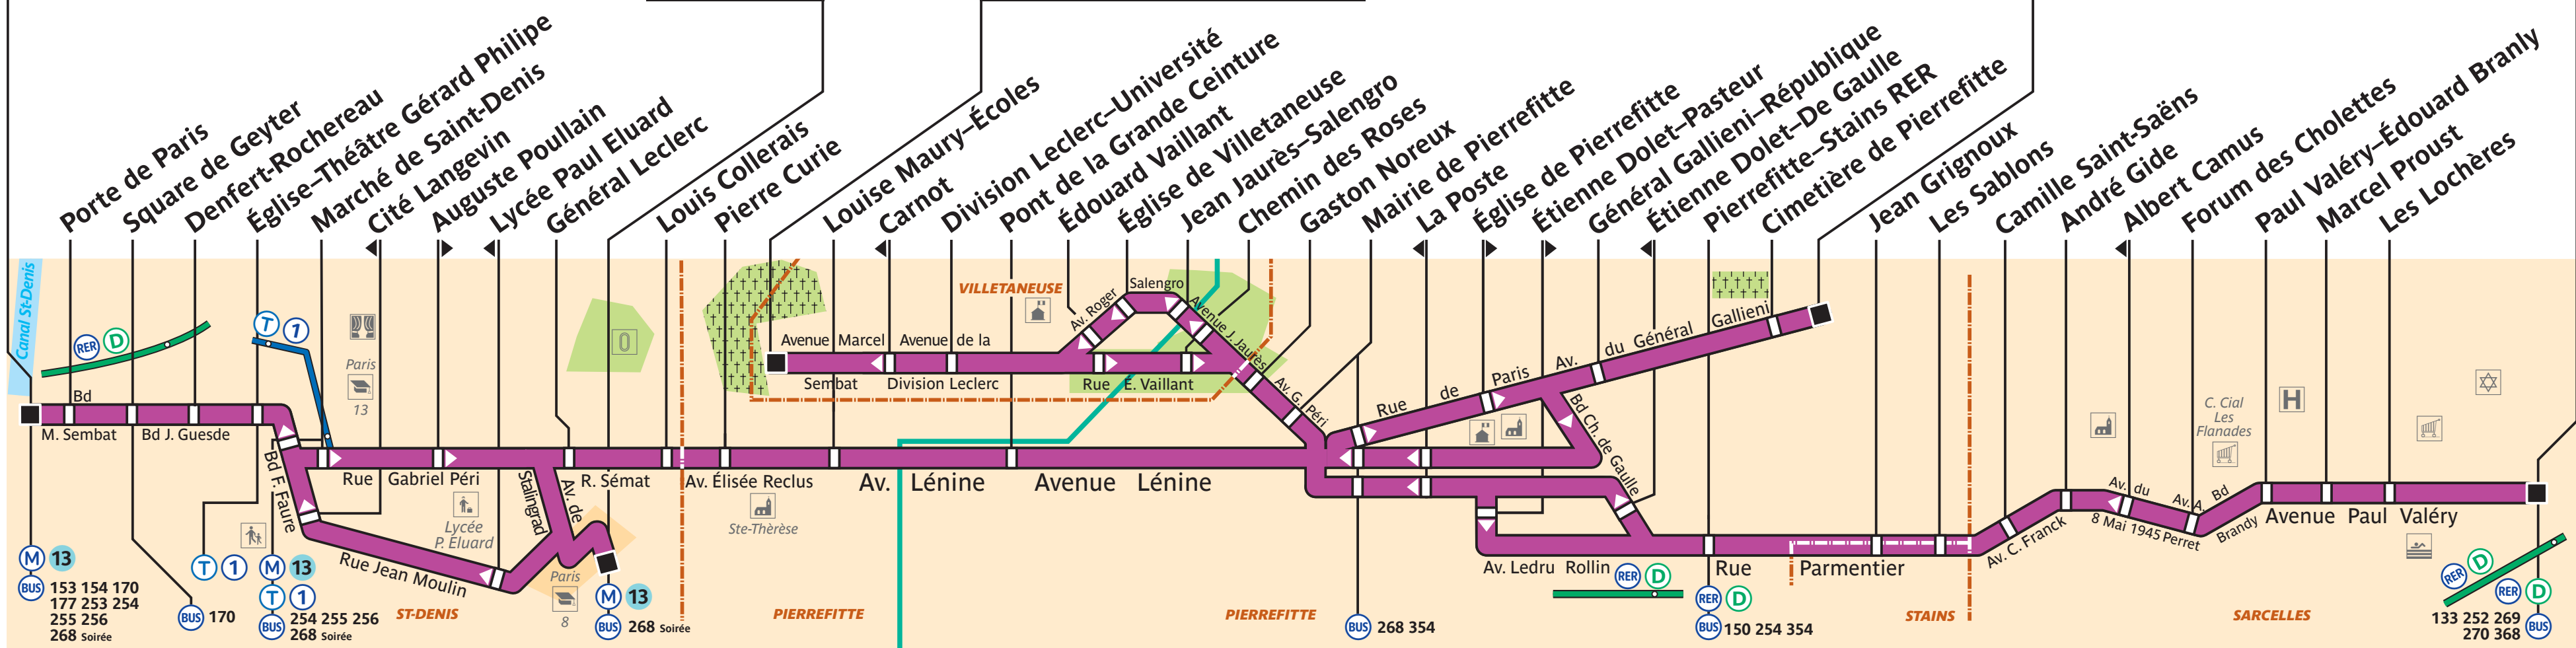 Porte de Paris
Square de Geyter
Denfert-Rochereau
Église–Théâtre Gérard Philipe
Marché de Saint-Denis
Cité Langevin
Auguste Poullain
Lycée Paul Eluard
Général Leclerc
Louis Collerais
Pierre Curie
Louise Maury–Écoles
Carnot
Division Leclerc–Université
Pont de la Grande Ceinture
Édouard Vaillant
Église de Villetaneuse
Jean Jaurès–Salengro
Chemin des Roses
Gaston Noreux
Mairie de Pierrefitte
La Poste
Église de Pierrefitte
Étienne Dolet–Pasteur
Général Gallieni–République
Étienne Dolet–De Gaulle
Pierrefitte–Stains RER
Cimetière de Pierrefitte
Jean Grignoux
Les Sablons
Camille Saint-Saëns
André Gide
Albert Camus
Forum des Cholettes
Paul Valéry–Édouard Branly
Marcel Proust
Les Lochères
Canal St-Denis
RER D
T 1
Paris
13
Bd
M. Sembat
Bd J. Guesde
Bd F. Faure
Rue Gabriel Péri
Lycée
P. Eluard
Rue Jean Moulin
Stalingrad
Av. de
R. Sémat
Paris
8
ST-DENIS
M 13
BUS 153 154 170
177 253 254
255 256
268 Soirée
BUS 170
T 1
M 13
T 1
BUS 254 255 256
268 Soirée
M 13
BUS 268 Soirée
Av. Élisée Reclus
Ste-Thèrèse
PIERREFITTE
VILLETANEUSE
Avenue Marcel
Sembat
Avenue de la
Division Leclerc
Av. Roger
Salengro
Avenue J. Jaurès
Rue E. Vaillant
Av. G. Péri
Av. Lénine
Avenue Lénine
PIERREFITTE
Rue de Paris
Av. du Général Gallieni
Bd Ch. de Gaulle
Av. Ledru Rollin
RER D
BUS 268 354
Rue Parmentier
RER D
BUS 150 254 354
STAINS
Av. C. Franck
Av. du
8 Mai 1945
Av. A.
Perret
Bd
Brandy
C. Cial
Les
Flanades
H
Avenue Paul Valéry
SARCELLES
RER D
RER D
133 252 269
270 368
BUS